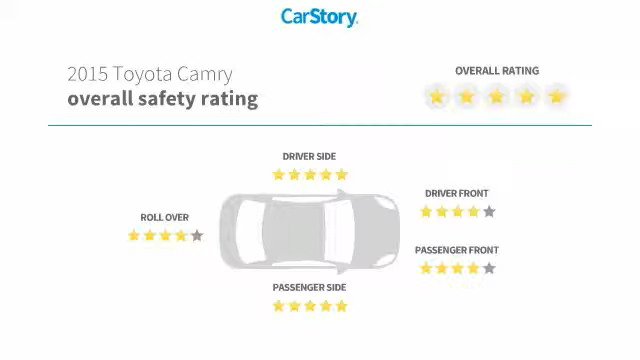 CarStory
2015 Toyota Camry
overall safety rating
OVERALL RATING
DRIVER SIDE
DRIVER FRONT
ROLL OVER
PASSENGER FRONT
PASSENGER SIDE